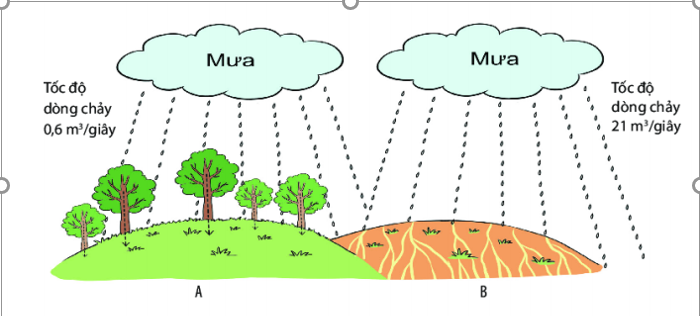 Mưa
Tốc độ
dòng chảy
0,6 m³/giây
Mưa
Tốc độ
dòng chảy
21 m³/giây
A
B